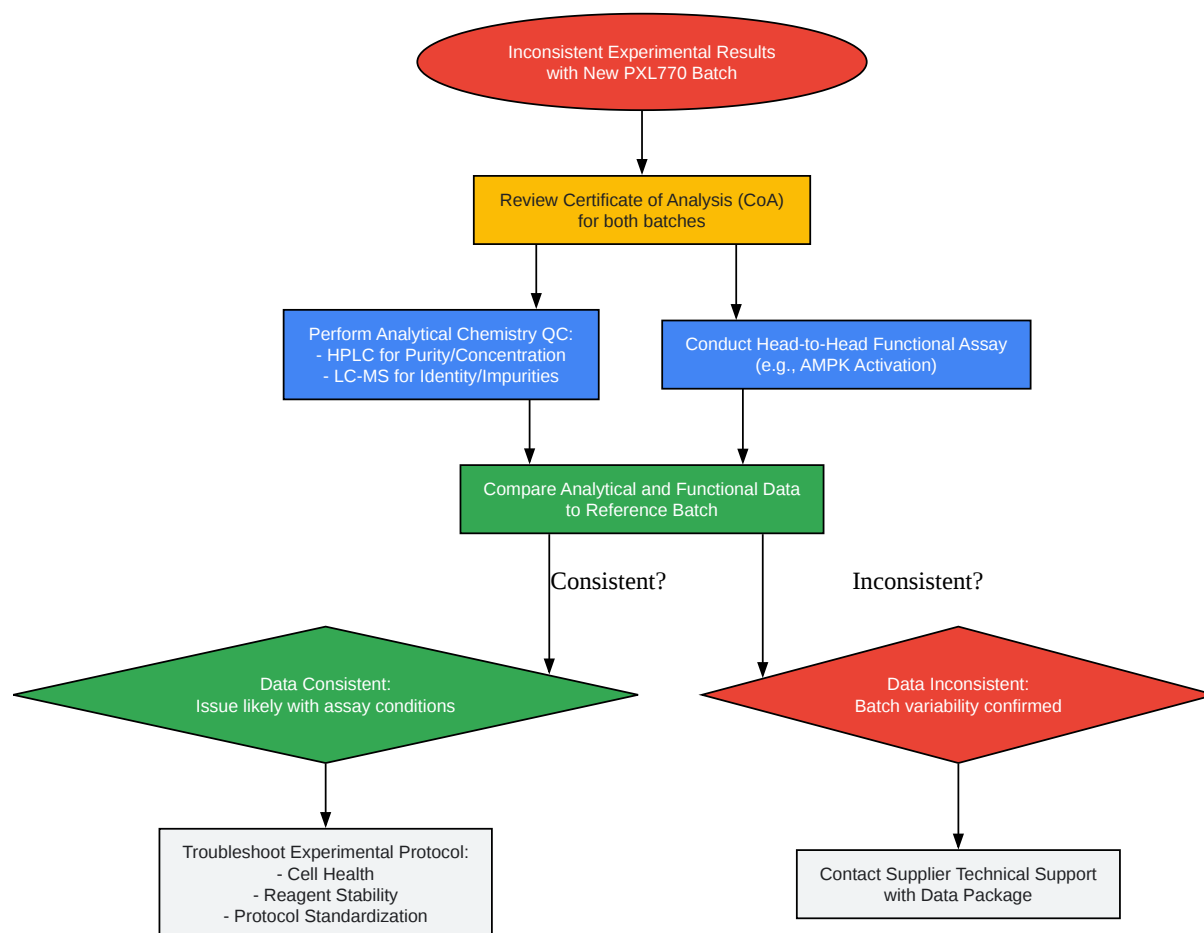 Inconsistent Experimental Results
with New PXL770 Batch
Review Certificate of Analysis (CoA)
for both batches
Perform Analytical Chemistry QC:
- HPLC for Purity/Concentration
- LC-MS for Identity/Impurities
Conduct Head-to-Head Functional Assay
(e.g., AMPK Activation)
Compare Analytical and Functional Data
to Reference Batch
Consistent?
Inconsistent?
Data Consistent:
Issue likely with assay conditions
Data Inconsistent:
Batch variability confirmed
Troubleshoot Experimental Protocol:
- Cell Health
- Reagent Stability
- Protocol Standardization
Contact Supplier Technical Support
with Data Package